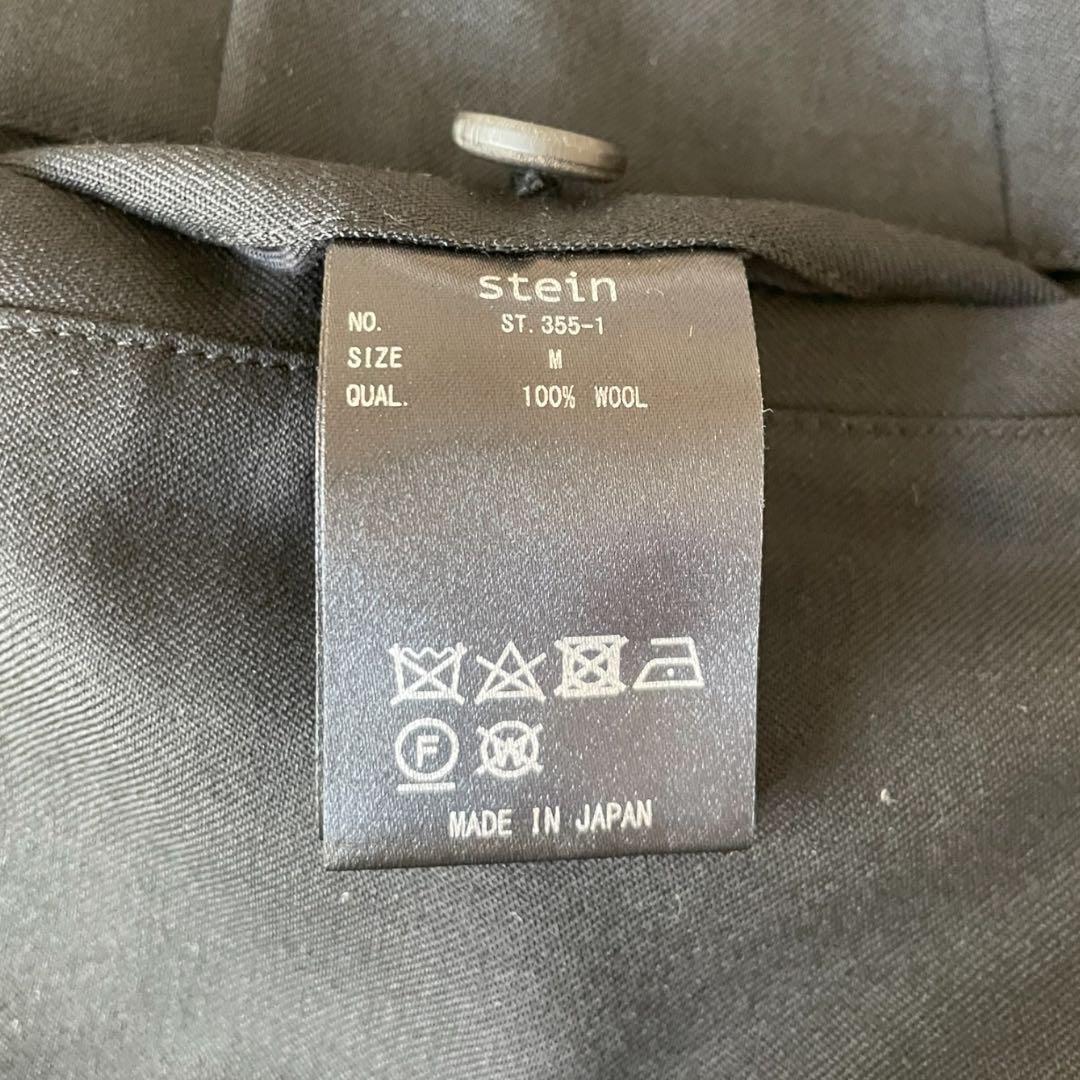 stein
NO. ST.355-1
SIZE M
QUAL. 100% WOOL
F W
MADE IN JAPAN